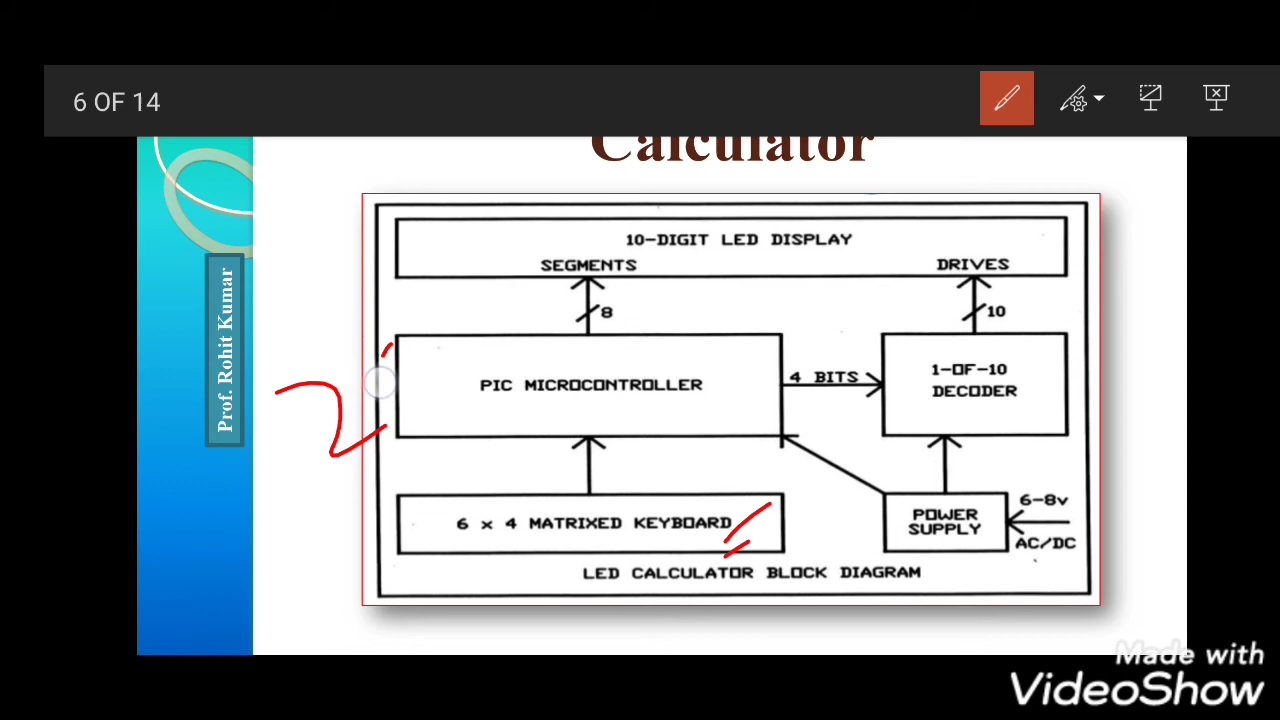 6 OF 14
Calculator
Prof. Rohit Kumar
10-DIGIT LED DISPLAY
SEGMENTS
DRIVES
8
10
PIC MICROCONTROLLER
4 BITS
1-OF-10
DECODER
6 x 4 MATRIXED KEYBOARD
POWER
SUPPLY
6-8v
AC/DC
LED CALCULATOR BLOCK DIAGRAM
Made with
VideoShow